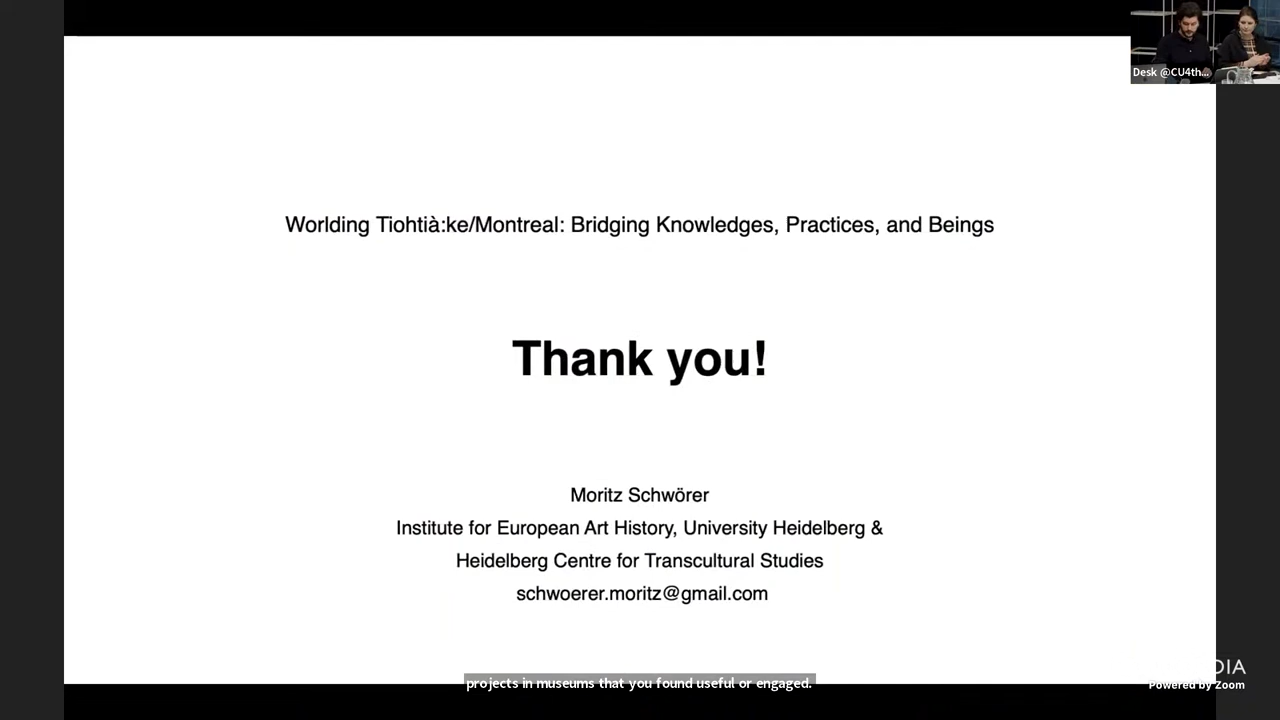 Desk @CU4th...
Worlding Tiohtià:ke/Montreal: Bridging Knowledges, Practices, and Beings
Thank you!
Moritz Schwörer
Institute for European Art History, University Heidelberg &
Heidelberg Centre for Transcultural Studies
schwoerer.moritz@gmail.com
projects in museums that you found useful or engaged.
Powered by Zoom